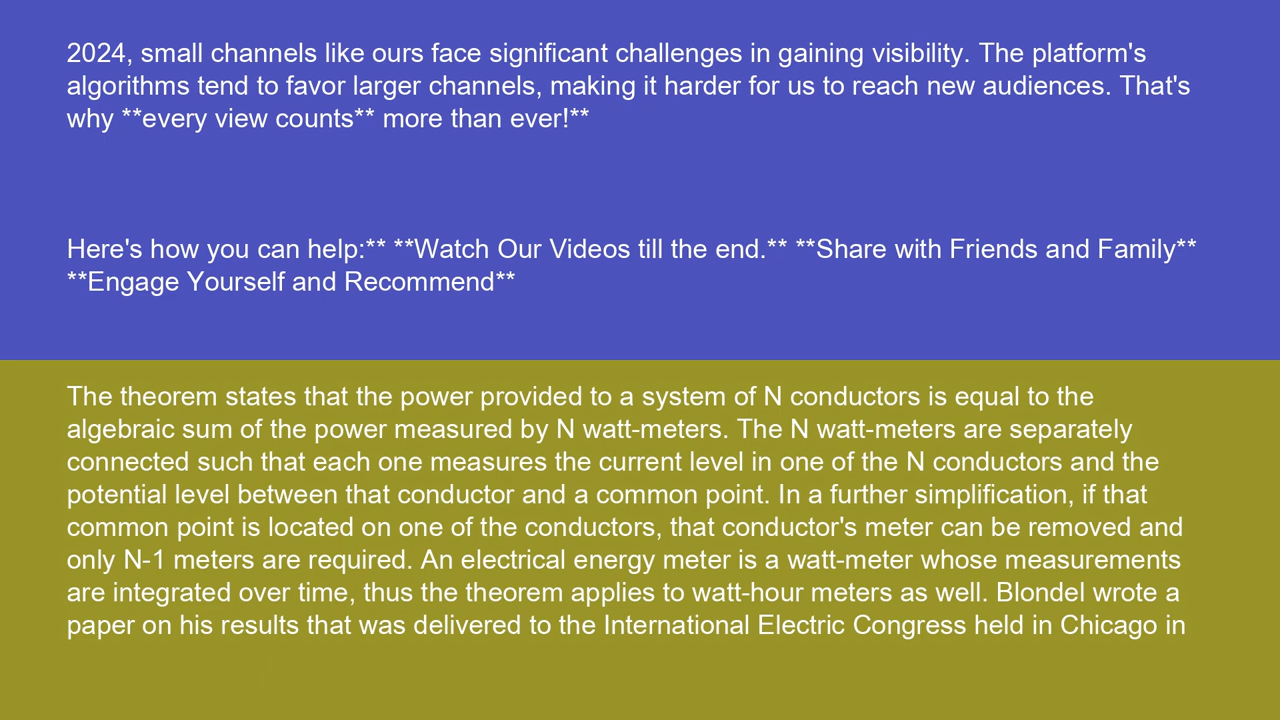 2024, small channels like ours face significant challenges in gaining visibility. The platform's
algorithms tend to favor larger channels, making it harder for us to reach new audiences. That's
why **every view counts** more than ever!**
Here's how you can help:** **Watch Our Videos till the end.** **Share with Friends and Family**
**Engage Yourself and Recommend**
The theorem states that the power provided to a system of N conductors is equal to the
algebraic sum of the power measured by N watt-meters. The N watt-meters are separately
connected such that each one measures the current level in one of the N conductors and the
potential level between that conductor and a common point. In a further simplification, if that
common point is located on one of the conductors, that conductor's meter can be removed and
only N-1 meters are required. An electrical energy meter is a watt-meter whose measurements
are integrated over time, thus the theorem applies to watt-hour meters as well. Blondel wrote a
paper on his results that was delivered to the International Electric Congress held in Chicago in